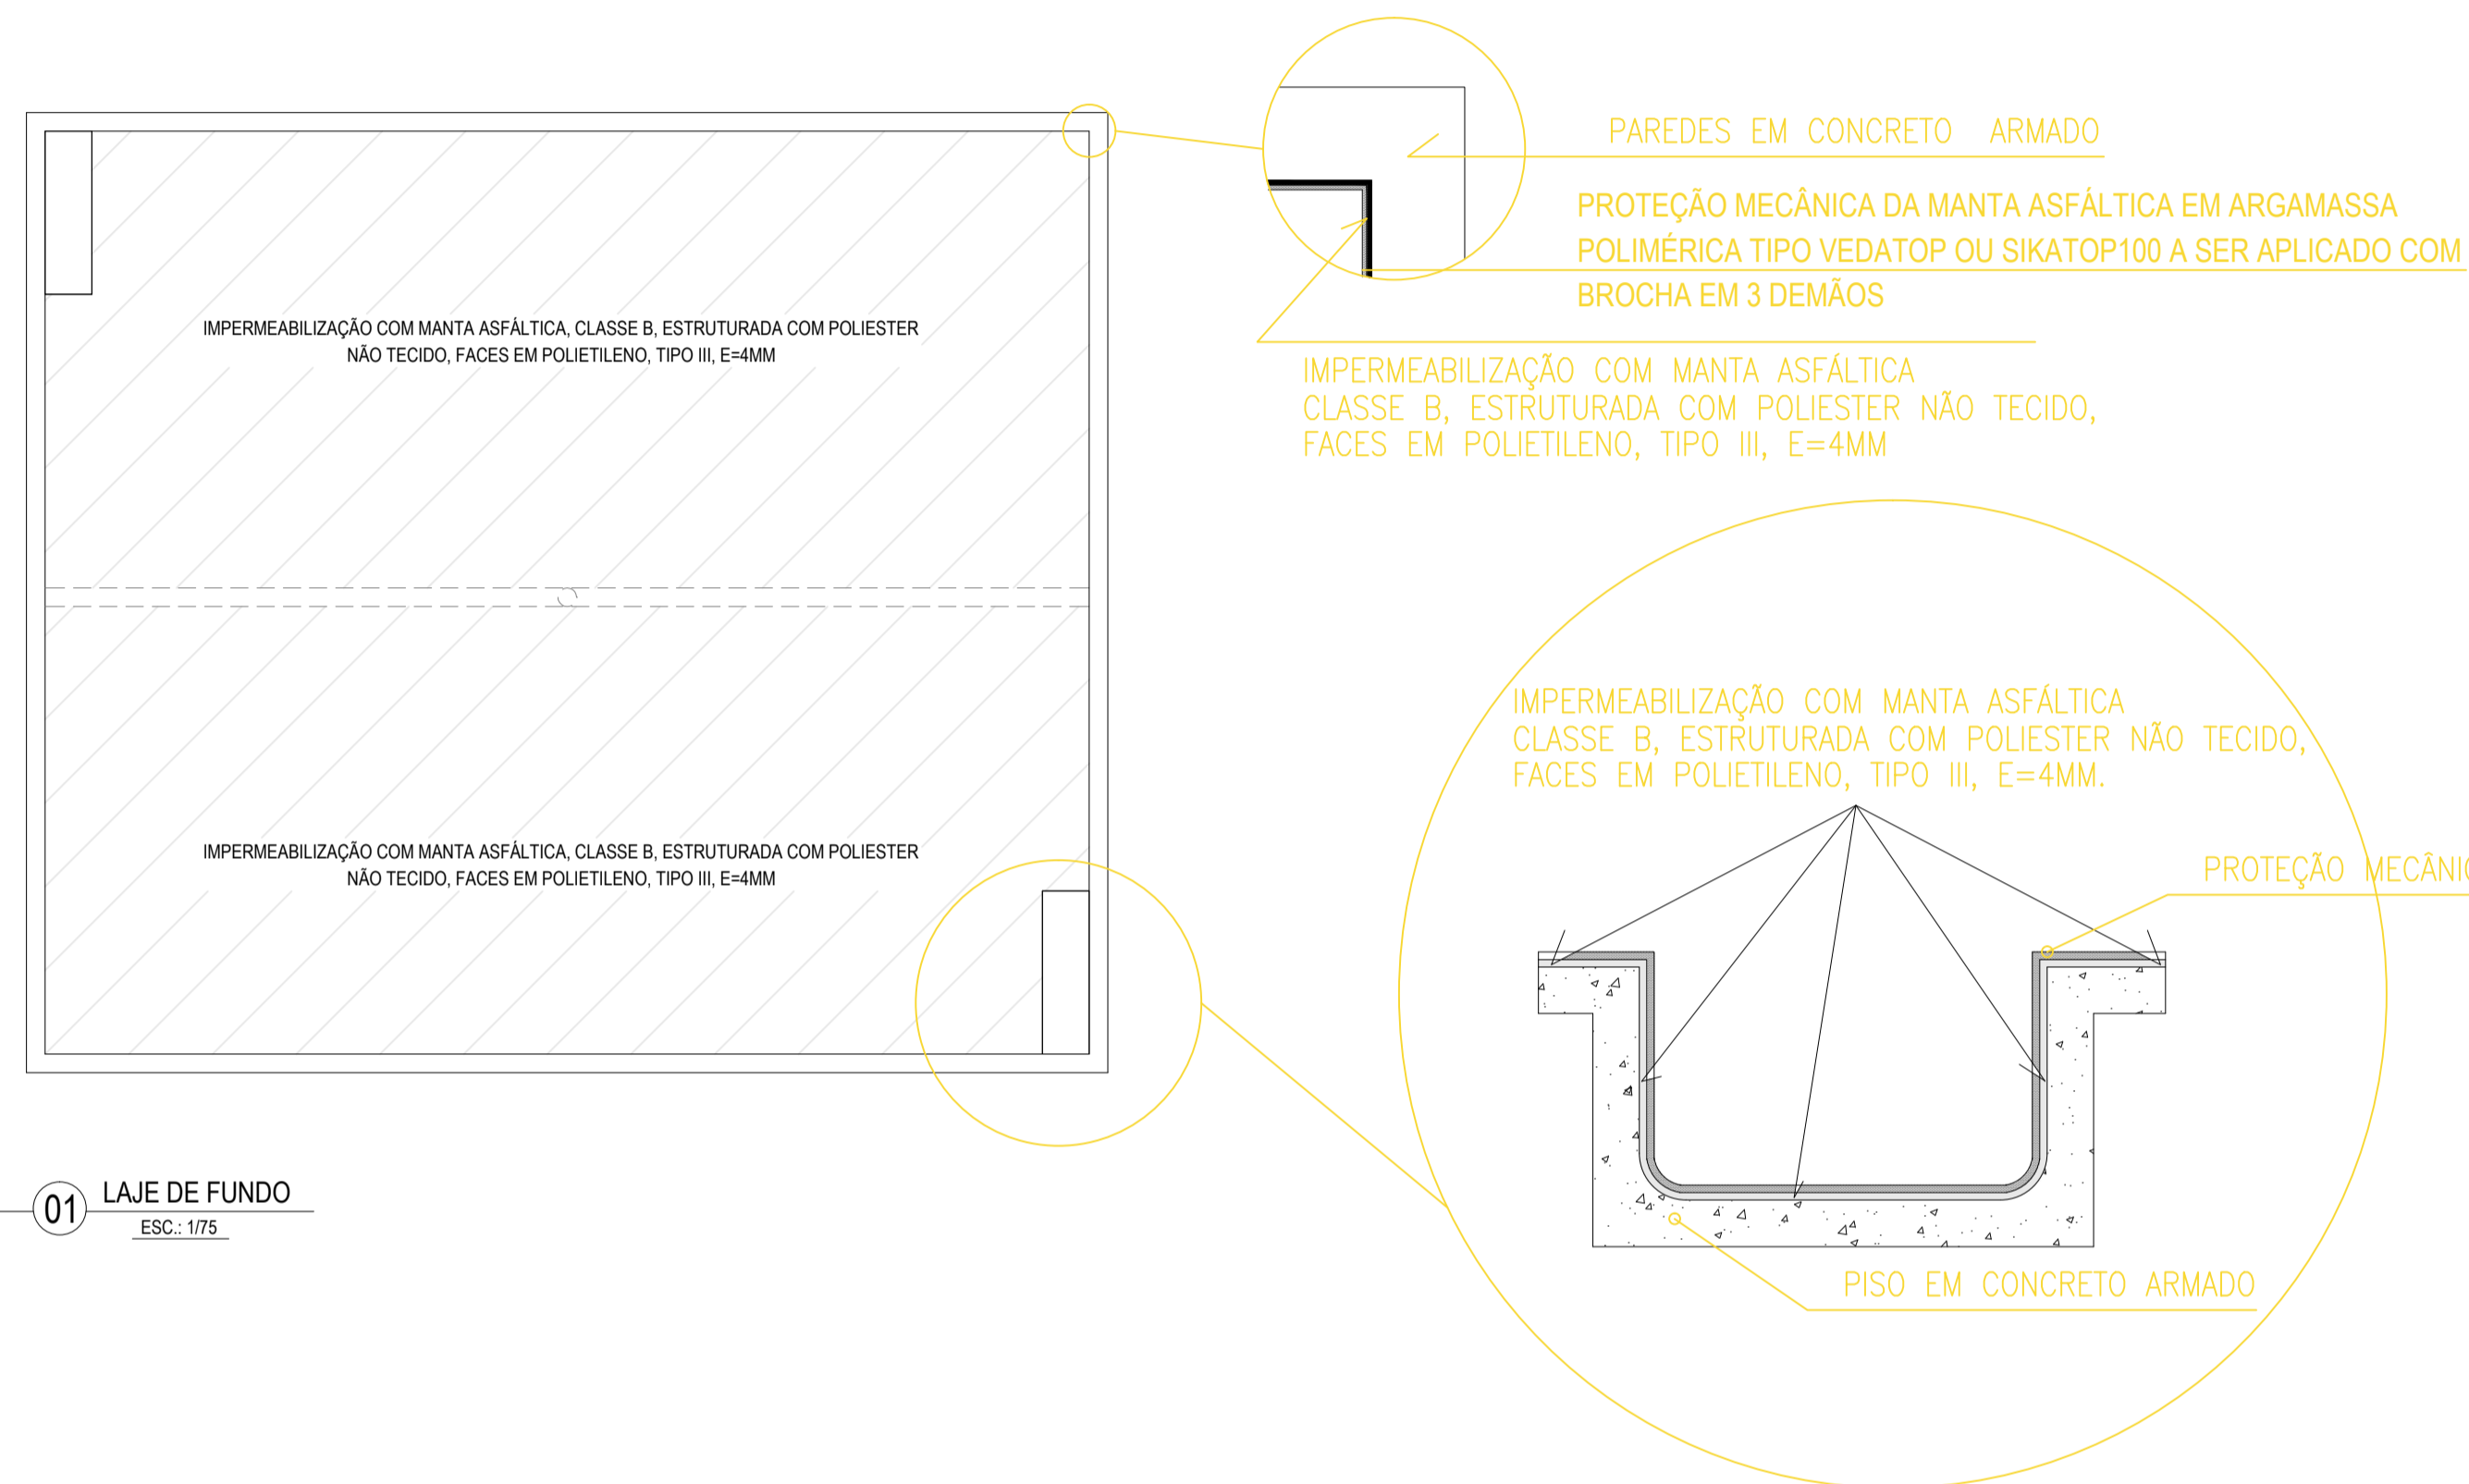 PAREDES EM CONCRETO ARMADO
PROTEÇÃO MECÂNICA DA MANTA ASFÁLTICA EM ARGAMASSA
POLIMÉRICA TIPO VEDATOP OU SIKATOP100 A SER APLICADO COM
BROCHA EM 3 DEMÃOS
IMPERMEABILIZAÇÃO COM MANTA ASFÁLTICA, CLASSE B, ESTRUTURADA COM POLIESTER
NÃO TECIDO, FACES EM POLIETILENO, TIPO III, E=4MM
IMPERMEABILIZAÇÃO COM MANTA ASFÁLTICA
CLASSE B, ESTRUTURADA COM POLIESTER NÃO TECIDO,
FACES EM POLIETILENO, TIPO III, E=4MM
IMPERMEABILIZAÇÃO COM MANTA ASFÁLTICA
CLASSE B, ESTRUTURADA COM POLIESTER NÃO TECIDO,
FACES EM POLIETILENO, TIPO III, E=4MM.
IMPERMEABILIZAÇÃO COM MANTA ASFÁLTICA, CLASSE B, ESTRUTURADA COM POLIESTER
NÃO TECIDO, FACES EM POLIETILENO, TIPO III, E=4MM
PROTEÇÃO
PISO EM CONCRETO ARMADO
01 LAJE DE FUNDO
ESC.: 1/75